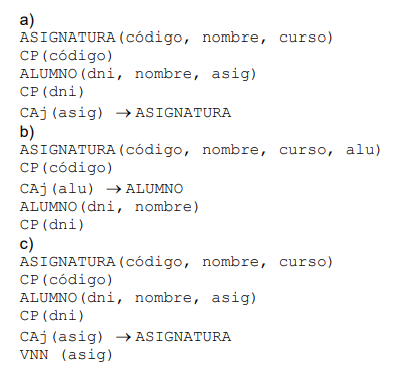 a)
ASIGNATURA(código, nombre, curso)
CP(código)
ALUMNO(dni, nombre, asig)
CP(dni)
CAj(asig) → ASIGNATURA
b)
ASIGNATURA(código, nombre, curso, alu)
CP(código)
CAj(alu) → ALUMNO
ALUMNO(dni, nombre)
CP(dni)
c)
ASIGNATURA(código, nombre, curso)
CP(código)
ALUMNO(dni, nombre, asig)
CP(dni)
CAj(asig) → ASIGNATURA
VNN (asig)